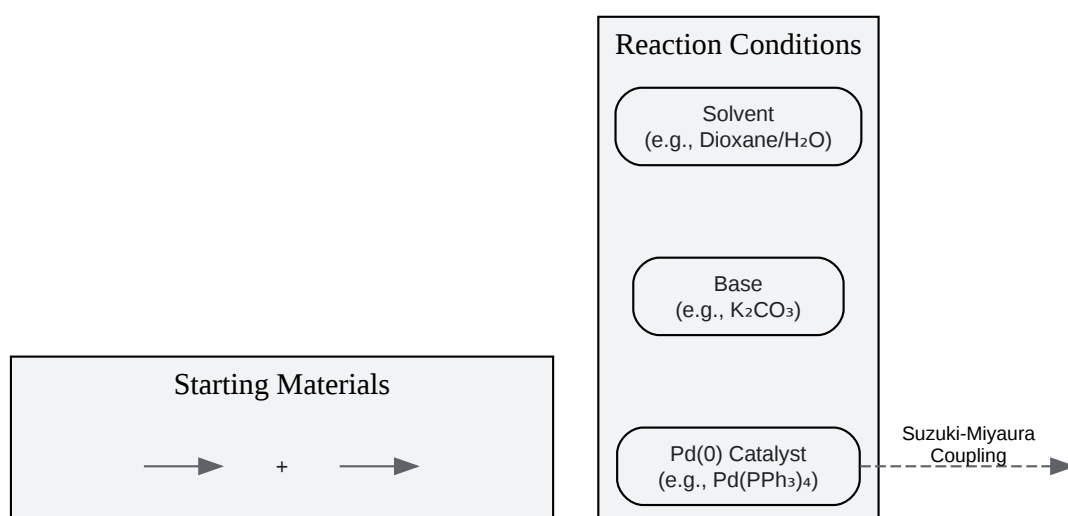 Reaction Conditions
Solvent
(e.g., Dioxane/H₂O)
Base
(e.g., K₂CO₃)
Starting Materials
+
Pd(0) Catalyst
(e.g., Pd(PPh₃)₄)
Suzuki-Miyaura
Coupling